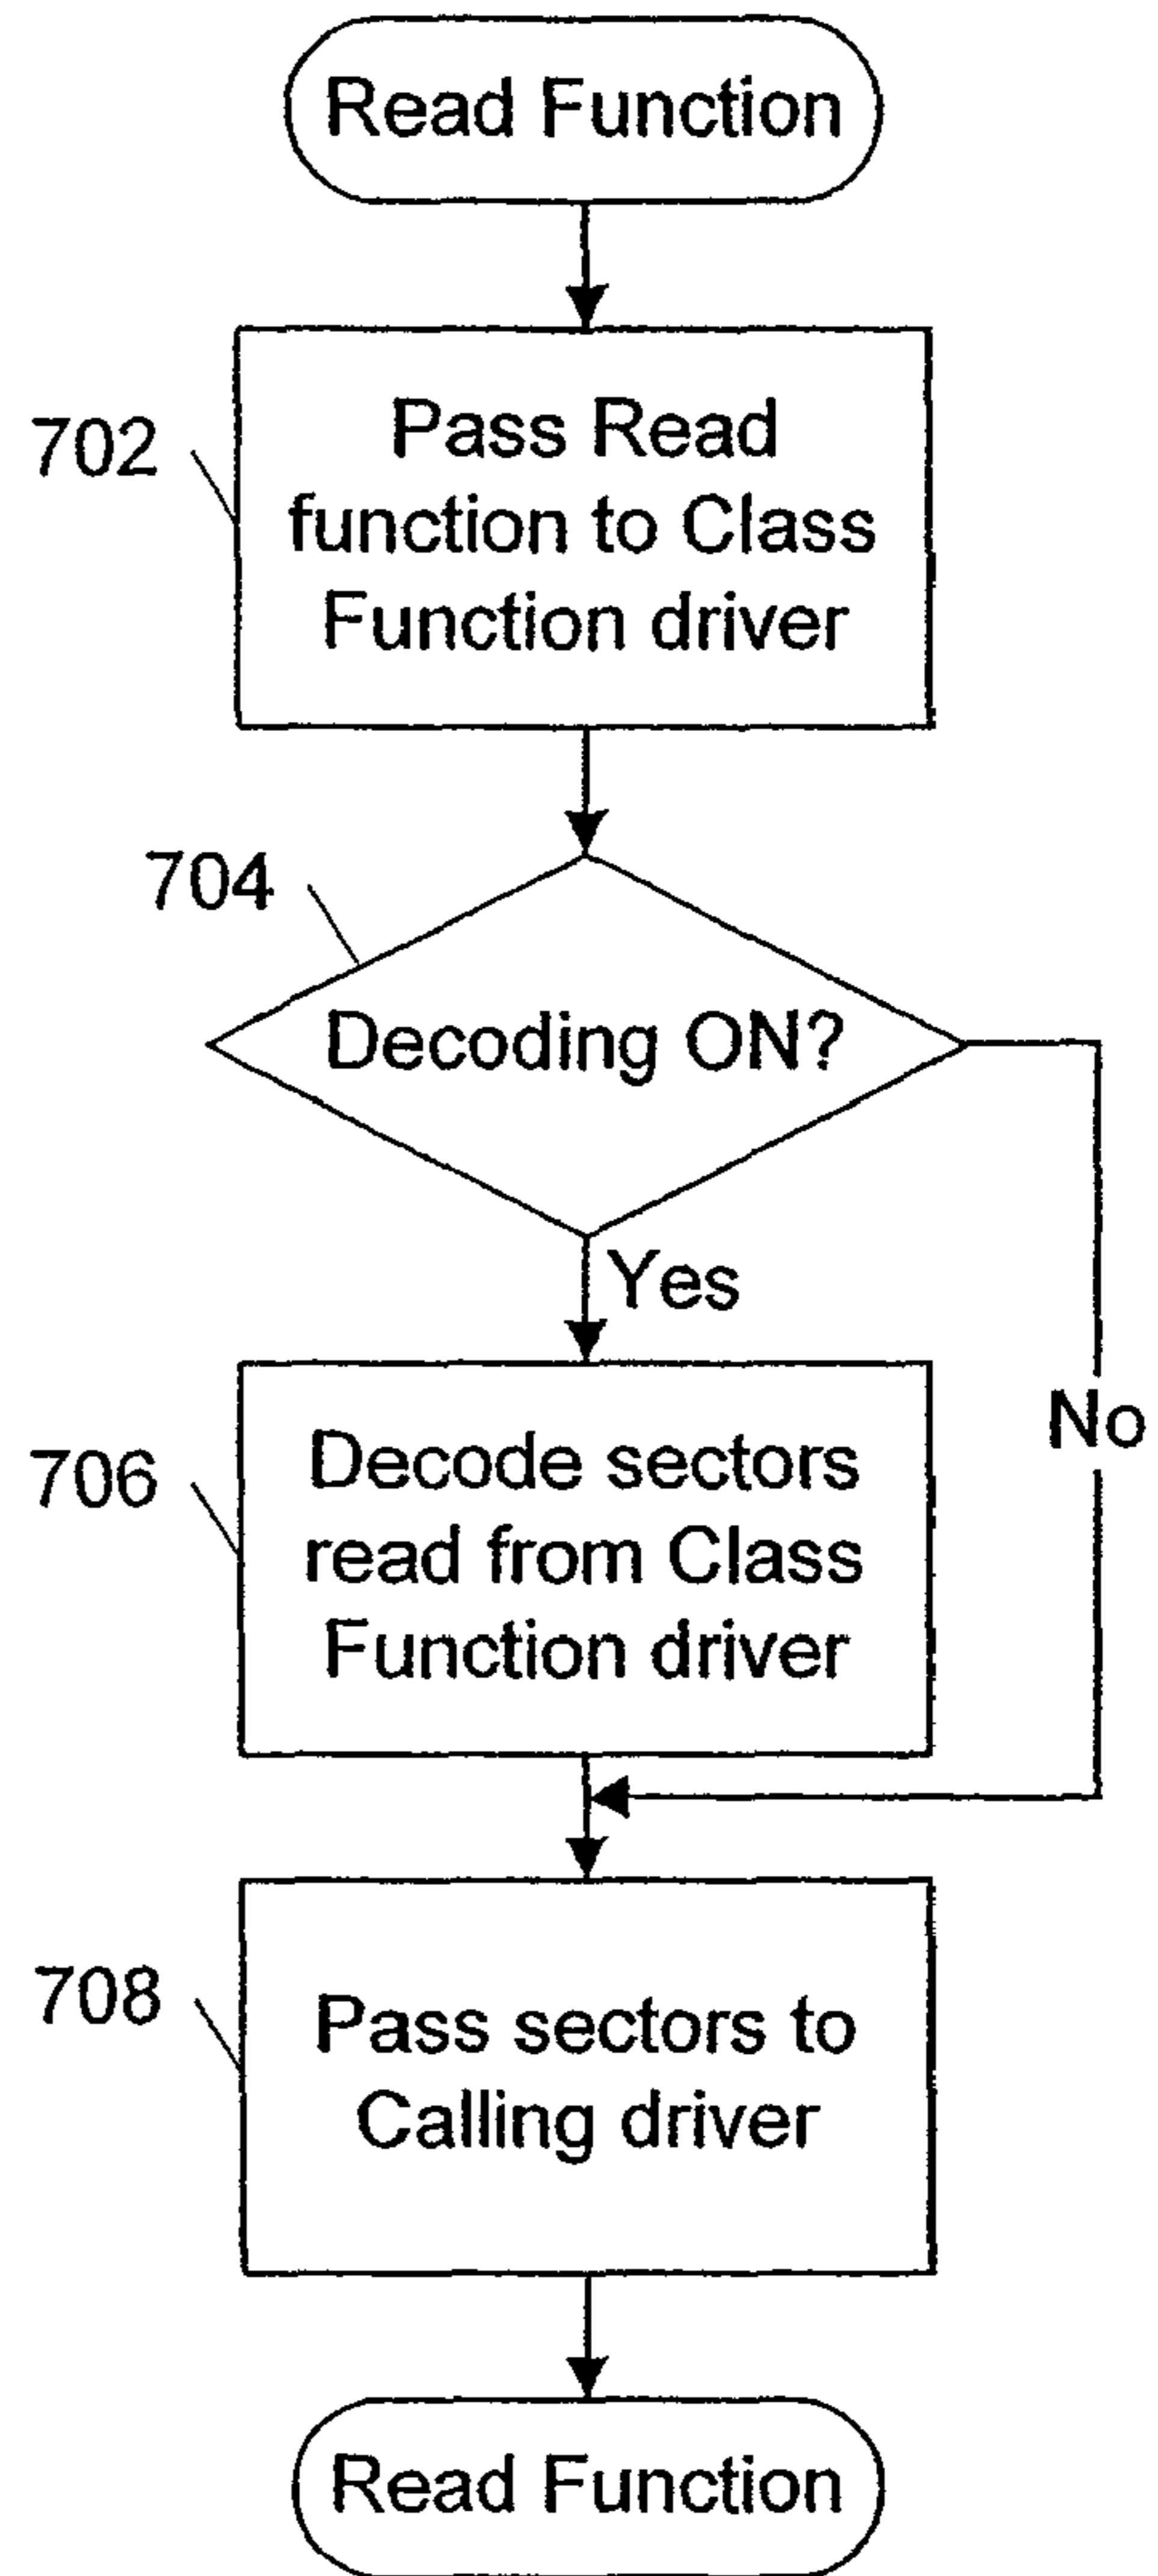 Read Function
702
Pass Read
function to Class
Function driver
704
Decoding ON?
Yes
No
706
Decode sectors
read from Class
Function driver
708
Pass sectors to
Calling driver
Read Function